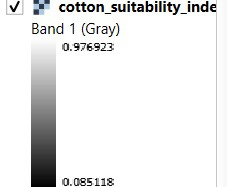 cotton_suitability_inde
Band 1 (Gray)
0.976923
0.085118